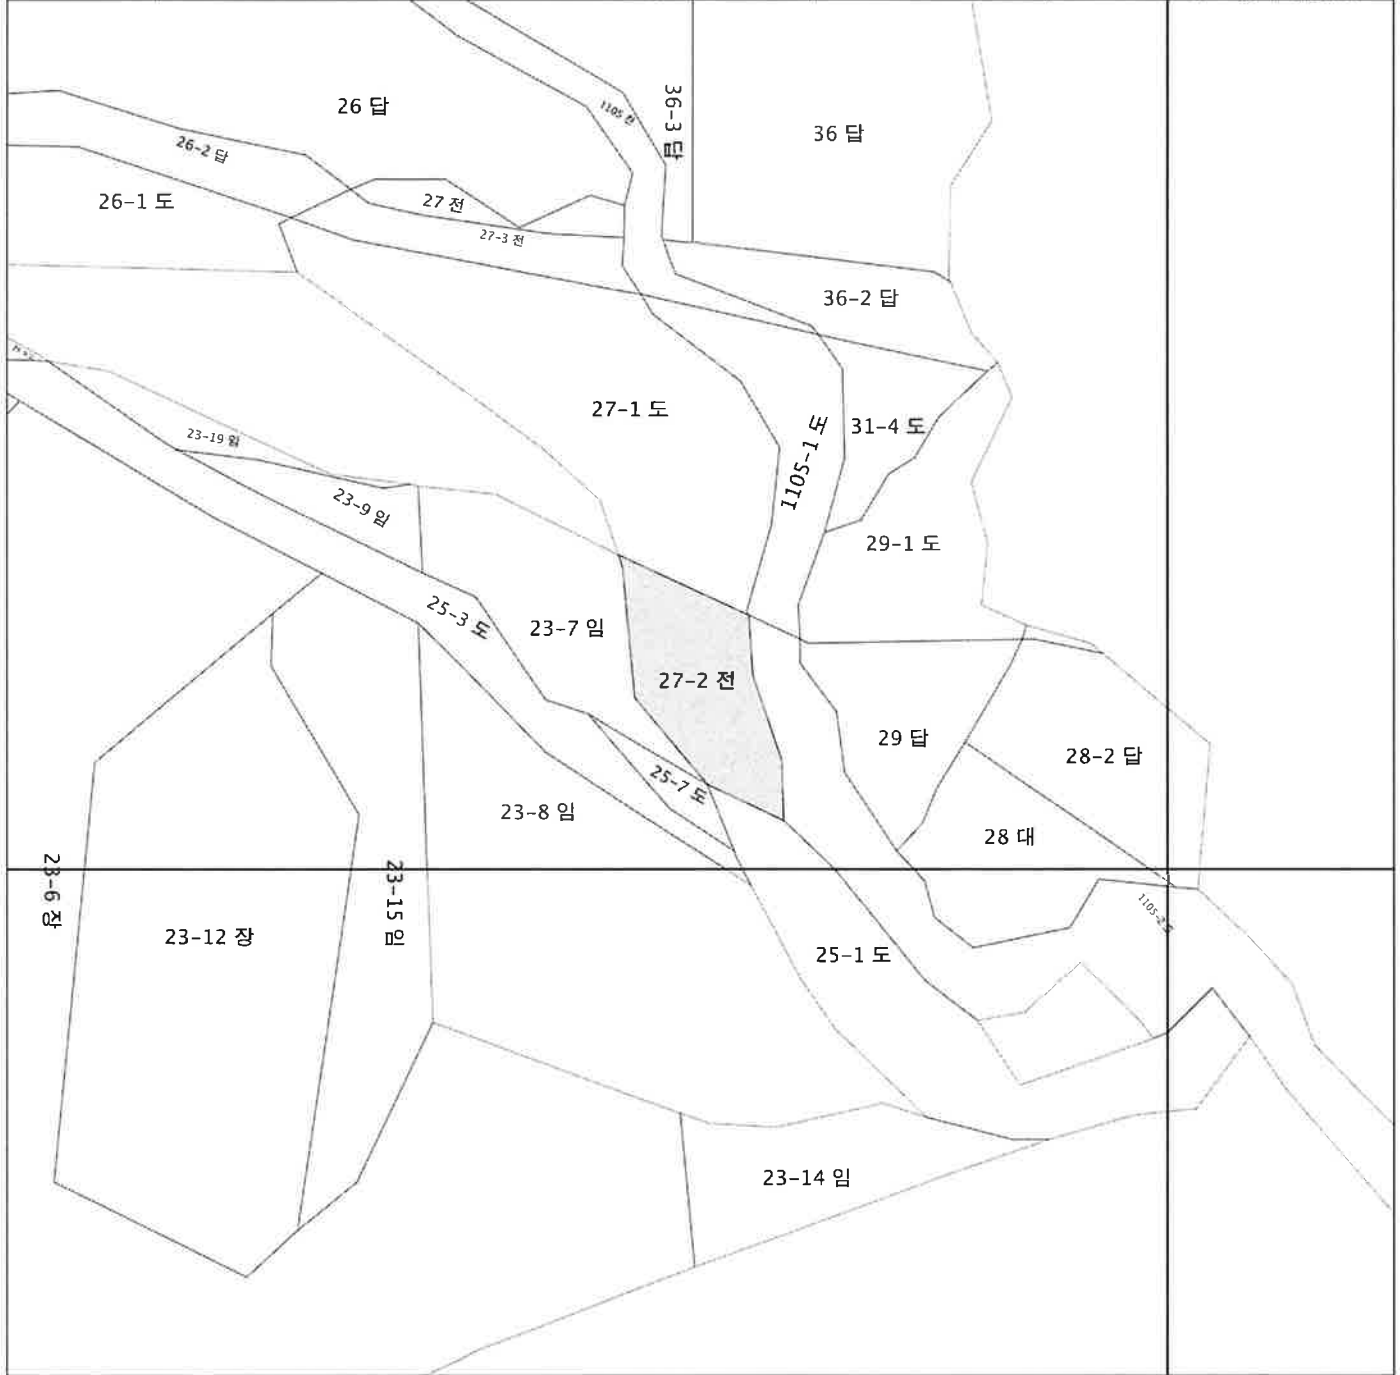 26 답
36-3 답
36 답
26-2 답
26-1 도
27 전
27-3 전
36-2 답
27-1 도
1105-1 도
31-4 도
23-19 임
23-9 임
29-1 도
25-3 도
23-7 임
27-2 전
29 답
28-2 답
25-7 도
23-8 임
28 대
23-6 장
23-15 임
23-12 장
25-1 도
23-14 임